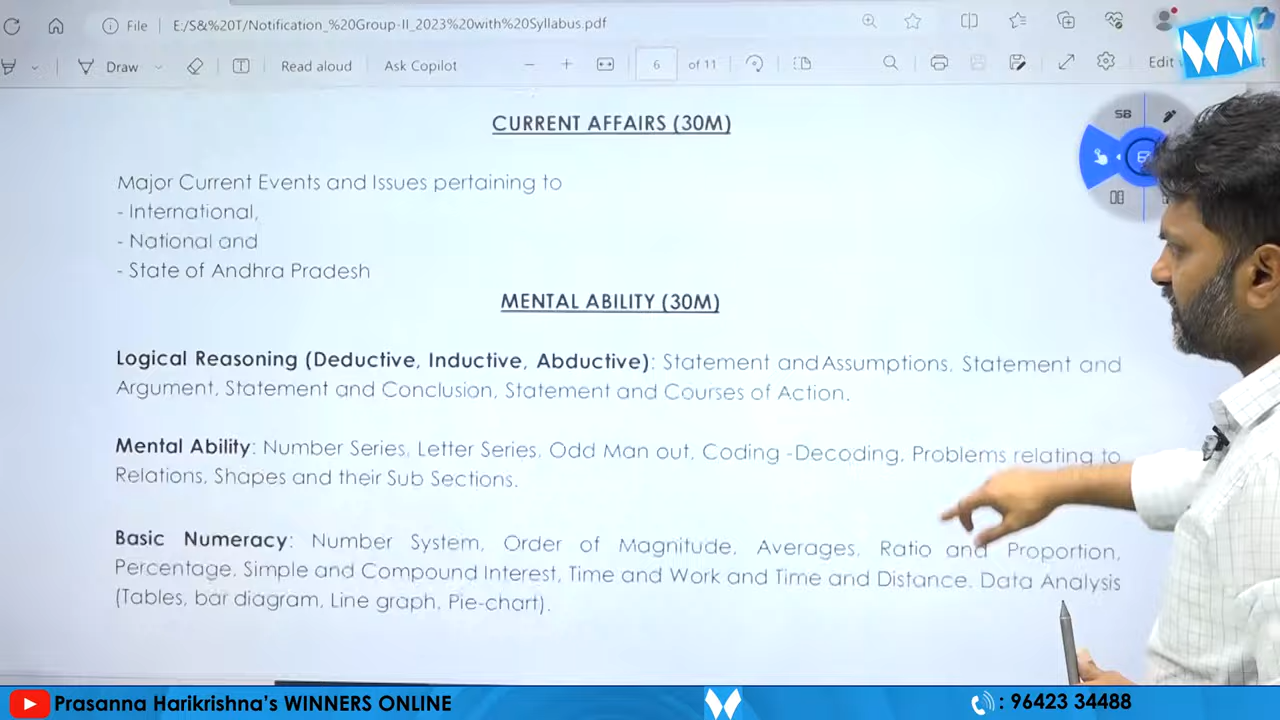 File E:/S&%20T/Notification_%20Group-II_2023%20with%20Syllabus.pdf
Draw Read aloud Ask Copilot 6 of 11 Edit
CURRENT AFFAIRS (30M)
SB
Major Current Events and Issues pertaining to
- International,
- National and
- State of Andhra Pradesh
MENTAL ABILITY (30M)
Logical Reasoning (Deductive, Inductive, Abductive): Statement and Assumptions, Statement and
Argument, Statement and Conclusion, Statement and Courses of Action.
Mental Ability: Number Series, Letter Series, Odd Man out, Coding -Decoding, Problems relating to
Relations, Shapes and their Sub Sections.
Basic Numeracy: Number System, Order of Magnitude, Averages, Ratio and Proportion,
Percentage, Simple and Compound Interest, Time and Work and Time and Distance. Data Analysis
(Tables, bar diagram, Line graph, Pie-chart).
Prasanna Harikrishna's WINNERS ONLINE : 96423 34488